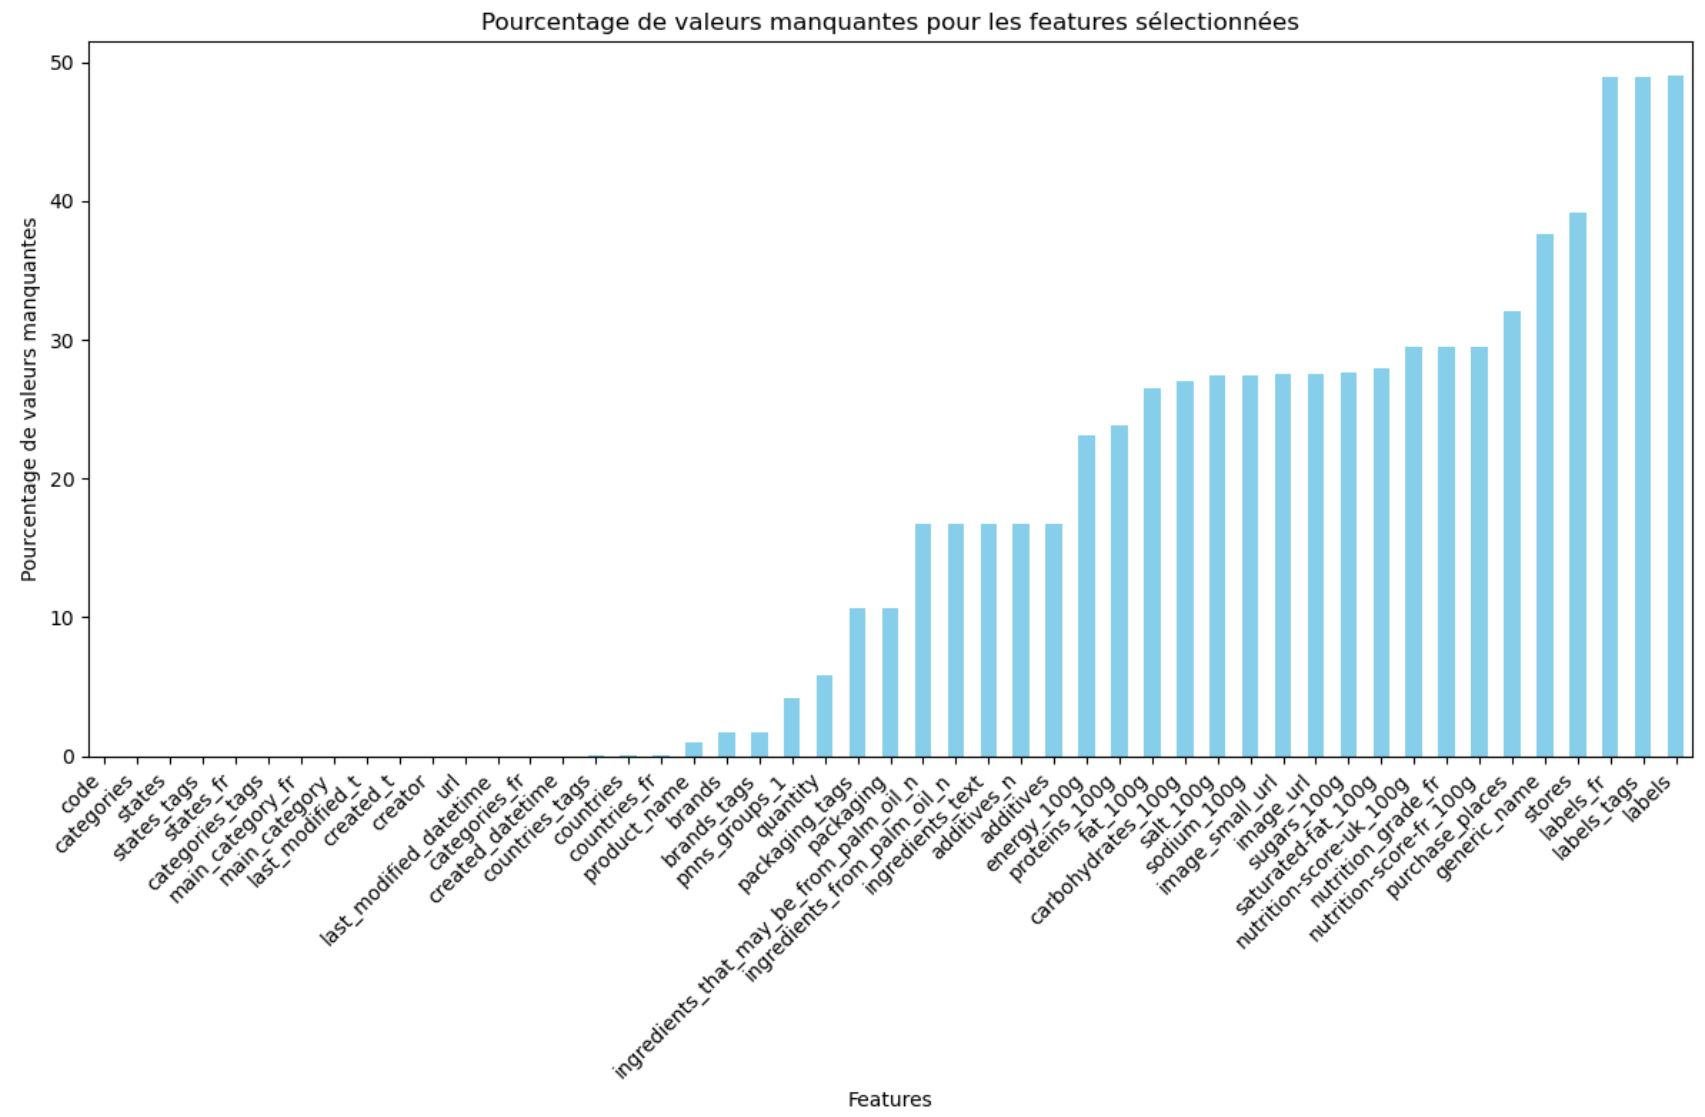 Pourcentage de valeurs manquantes pour les features sélectionnées
Pourcentage de valeurs manquantes
50
40
30
20
10
0
code
categories
states
states_tags
states_fr
categories_tags
main_category_fr
main_category
last_modified_t
created_t
creator
url
last_modified_datetime
categories_fr
created_datetime
countries_tags
countries
countries_fr
product_name
brands
brands_tags
pnns_groups_1
quantity
packaging_tags
packaging
ingredients_that_may_be_from_palm_oil_n
ingredients_from_palm_oil_n
ingredients_text
additives_n
additives
energy_100g
proteins_100g
fat_100g
carbohydrates_100g
salt_100g
sodium_100g
image_small_url
image_url
sugars_100g
saturated-fat_100g
nutrition-score-uk_100g
nutrition_grade_fr
nutrition-score-fr_100g
purchase_places
generic_name
stores
labels_fr
labels_tags
labels
Features